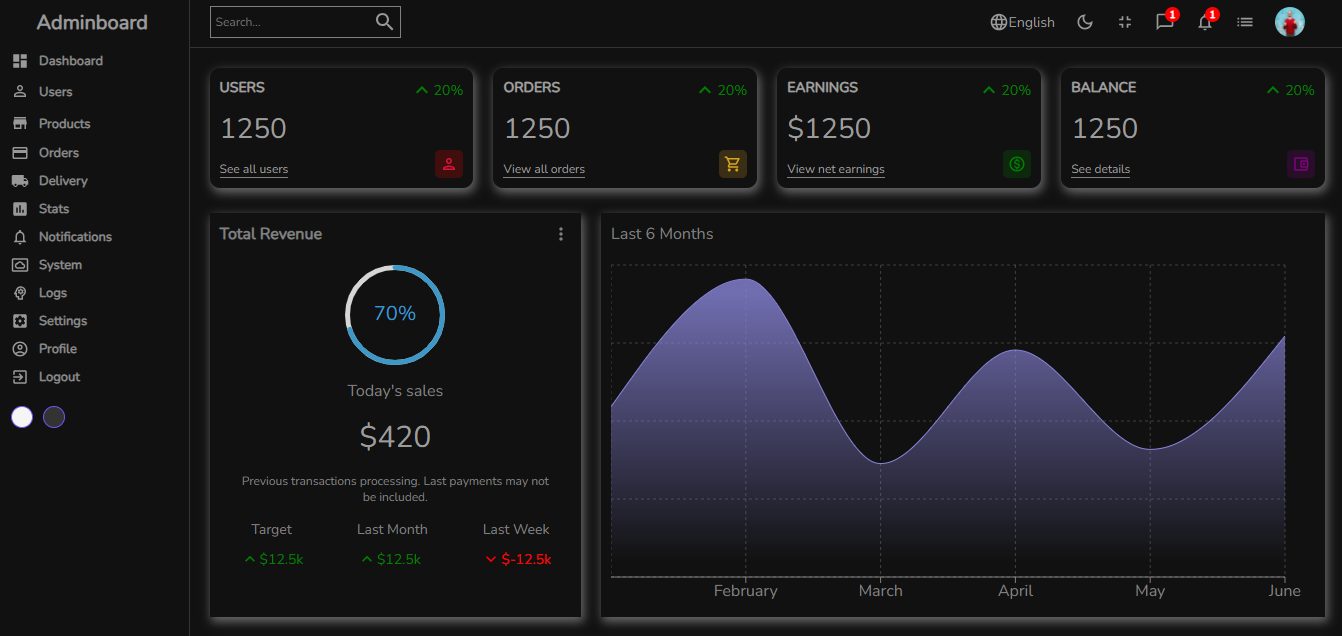 Adminboard
Search...
English
1
1
Dashboard
Users
Products
Orders
Delivery
Stats
Notifications
System
Logs
Settings
Profile
Logout
USERS
20%
1250
See all users
ORDERS
20%
1250
View all orders
EARNINGS
20%
$1250
View net earnings
BALANCE
20%
1250
See details
Total Revenue
70%
Today's sales
$420
Previous transactions processing. Last payments may not
be included.
Target
Last Month
Last Week
$12.5k
$12.5k
$-12.5k
Last 6 Months
February
March
April
May
June